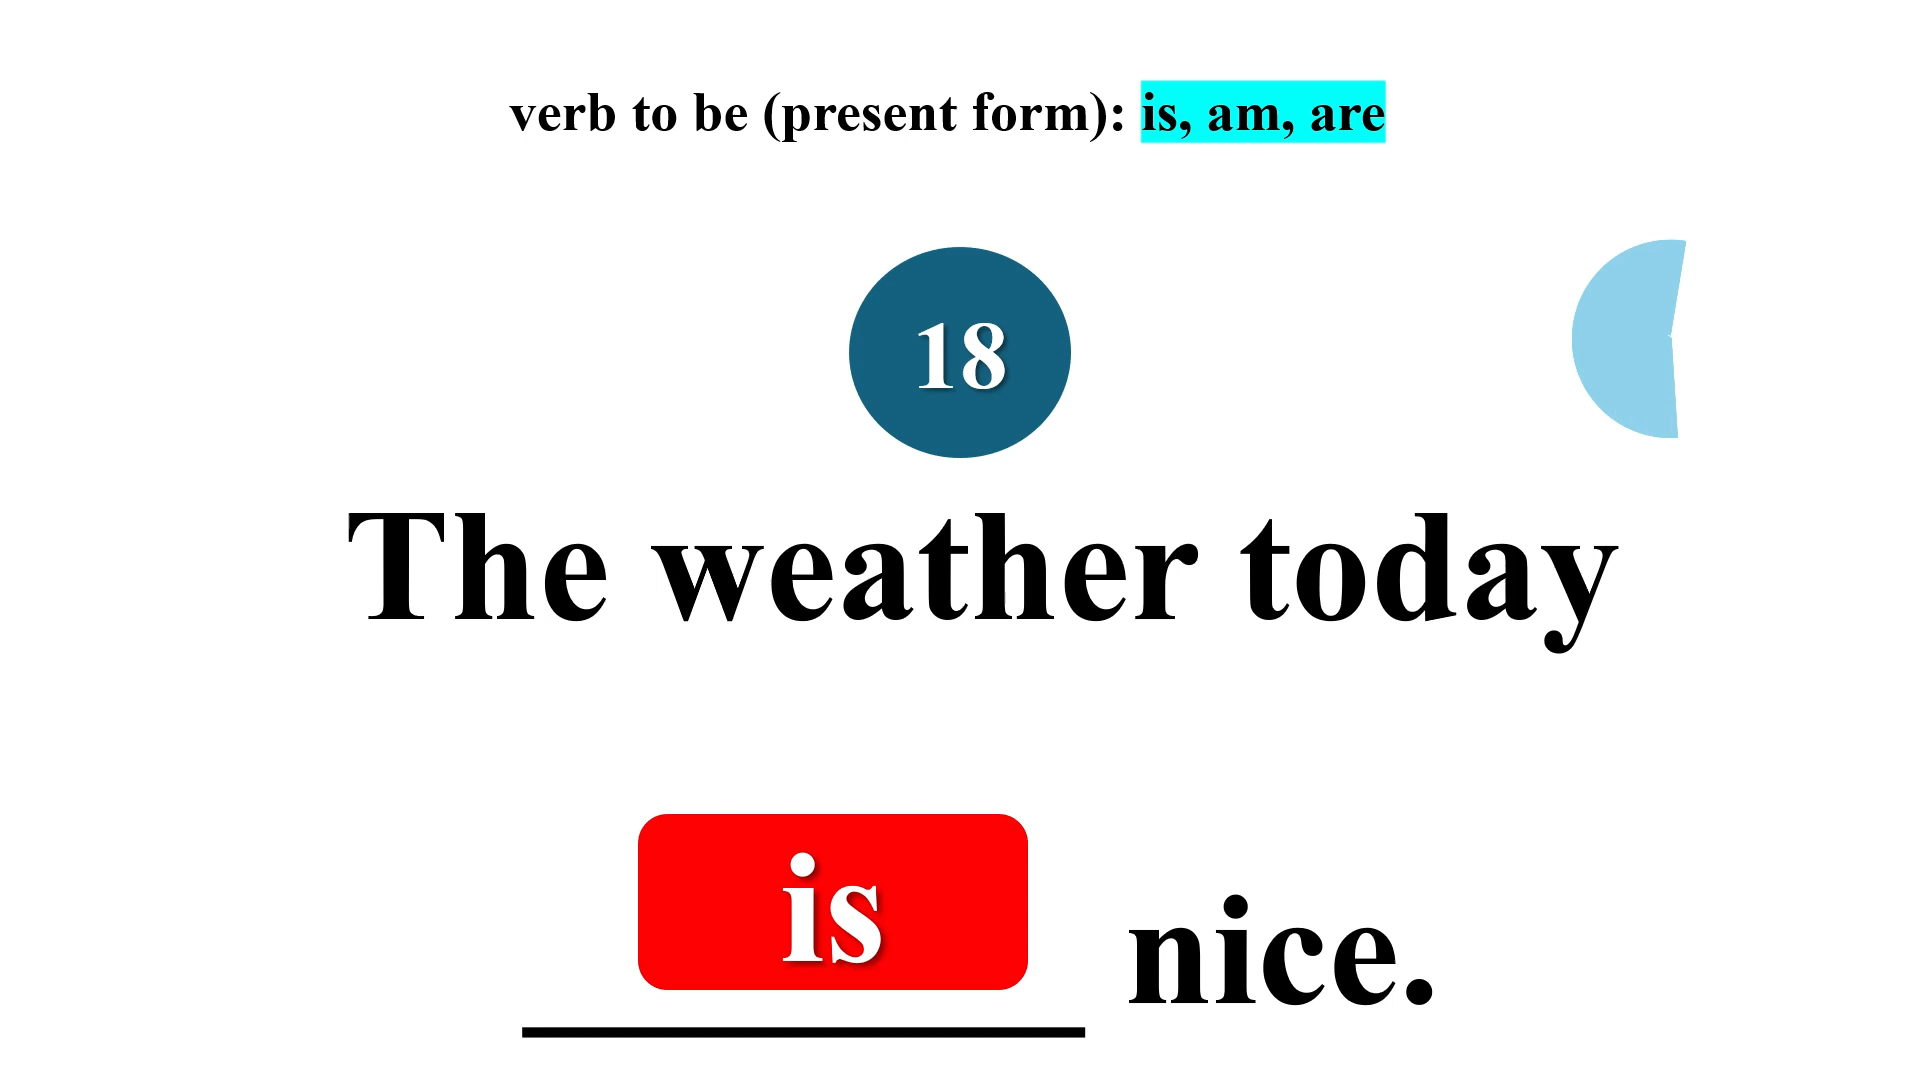 verb to be (present form): is, am, are
18
The weather today
is nice.